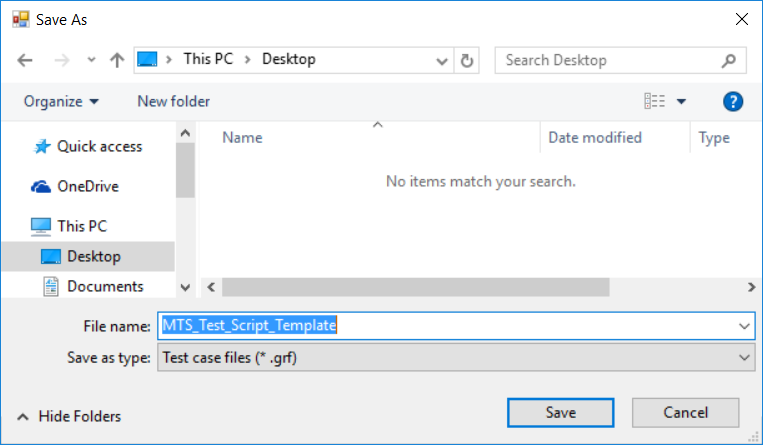 Save As
This PC > Desktop
Search Desktop
Organize
New folder
Quick access
OneDrive
This PC
Desktop
Documents
Name
Date modified
Type
No items match your search.
File name: MTS_Test_Script_Template
Save as type: Test case files (* .grf)
Hide Folders
Save
Cancel